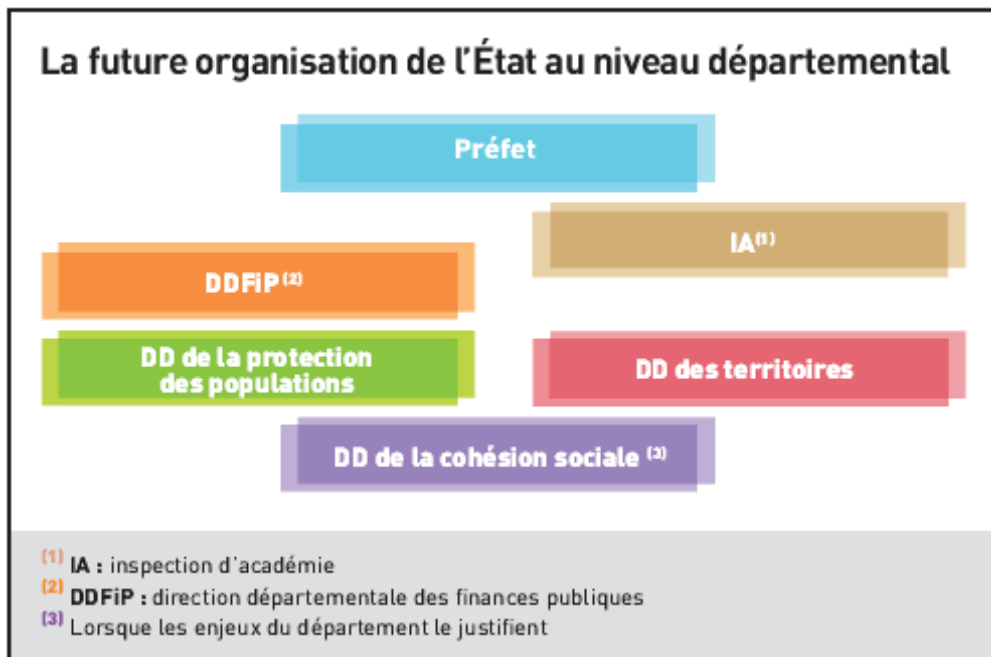 La future organisation de l'État au niveau départemental
Préfet
IA(1)
DDFiP (2)
DD de la protection
des populations
DD des territoires
DD de la cohésion sociale (3)
(1) IA : inspection d'académie
(2) DDFiP : direction départementale des finances publiques
(3) Lorsque les enjeux du département le justifient